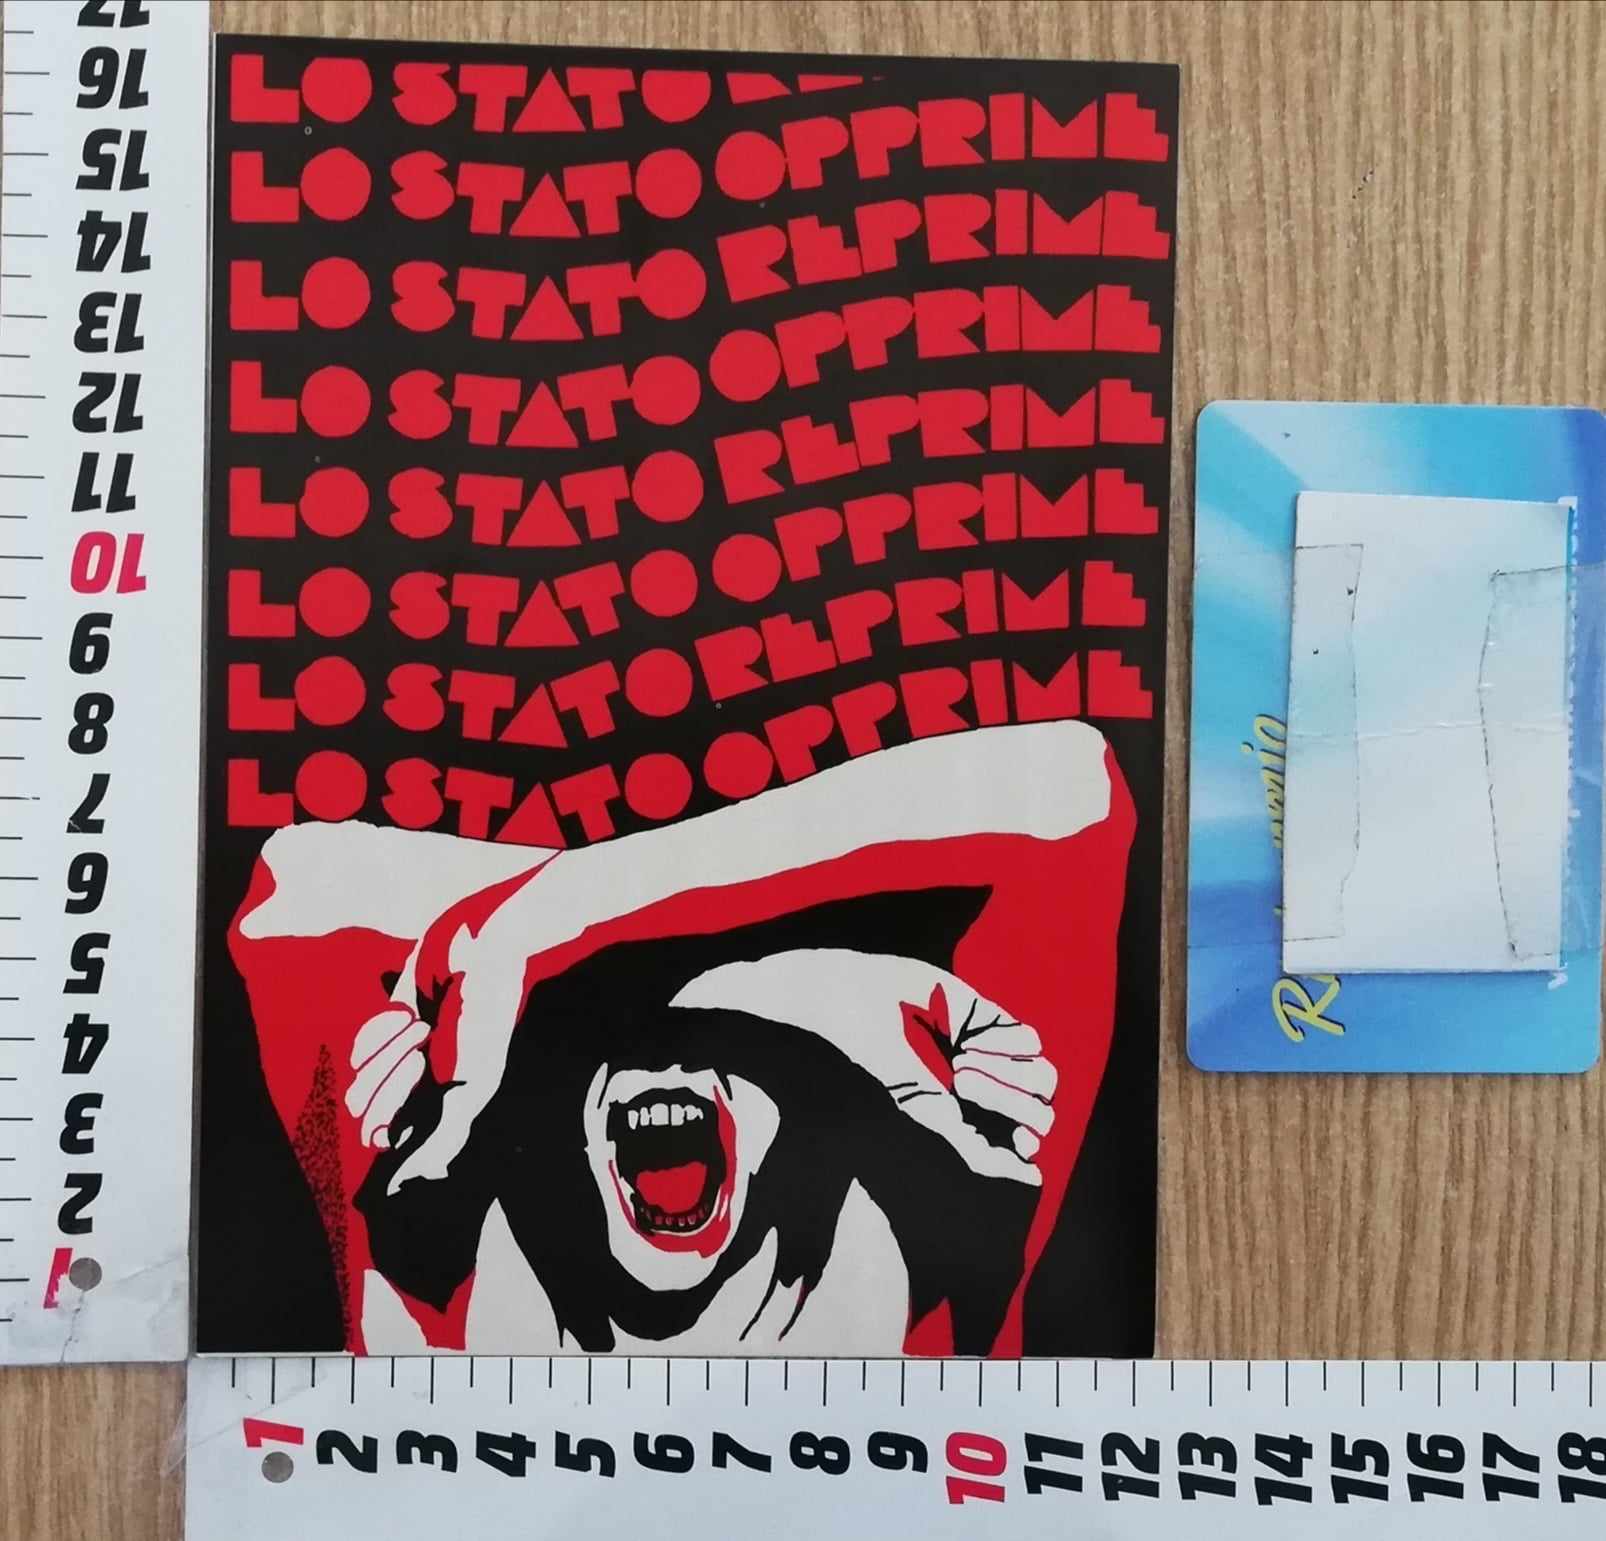 LO STATO
LO STATO OPPRIME
LO STATO REPRIME
LO STATO OPPRIME
LO STATO REPRIME
LO STATO OPPRIME
LO STATO REPRIME
LO STATO OPPRIME
17
16
15
14
13
12
11
10
9
8
7
6
5
4
3
2
1
1 2 3 4 5 6 7 8 9 10 11 12 13 14 15 16 17 18